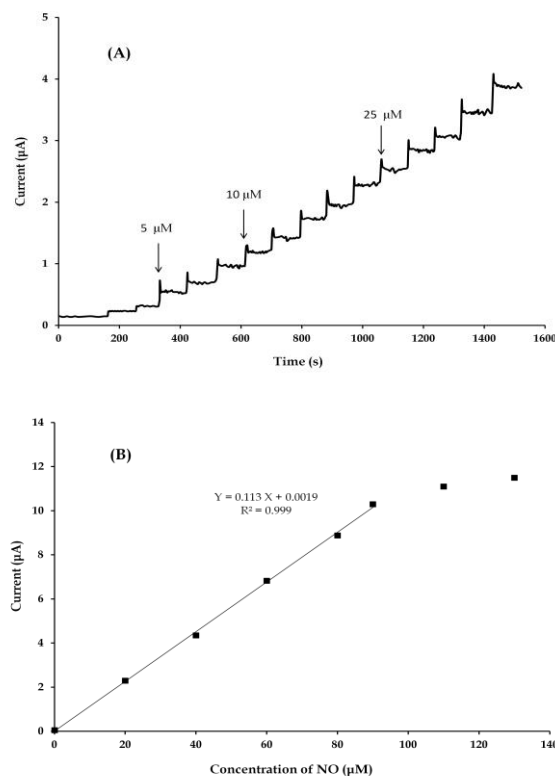 5
(A)
4
25 µM
3
Current (µA)
10 µM
2
5 µM
1
0
0 200 400 600 800 1000 1200 1400 1600
Time (s)
14
(B)
12
Y = 0.113 X + 0.0019
R² = 0.999
10
8
Current (µA)
6
4
2
0
0 20 40 60 80 100 120 140
Concentration of NO (µM)